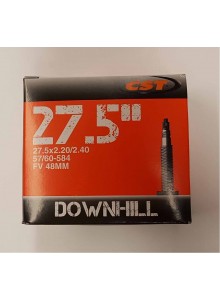 CST
27.5"
27.5x2.20/2.40
57/60-584
FV 48MM
DOWNHILL